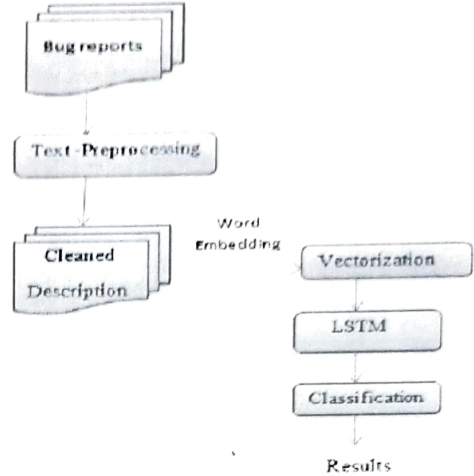 Bug reports
Text -Preprocessing
Cleaned
Description
Word
Embedding
Vectorization
LSTM
Classification
Results